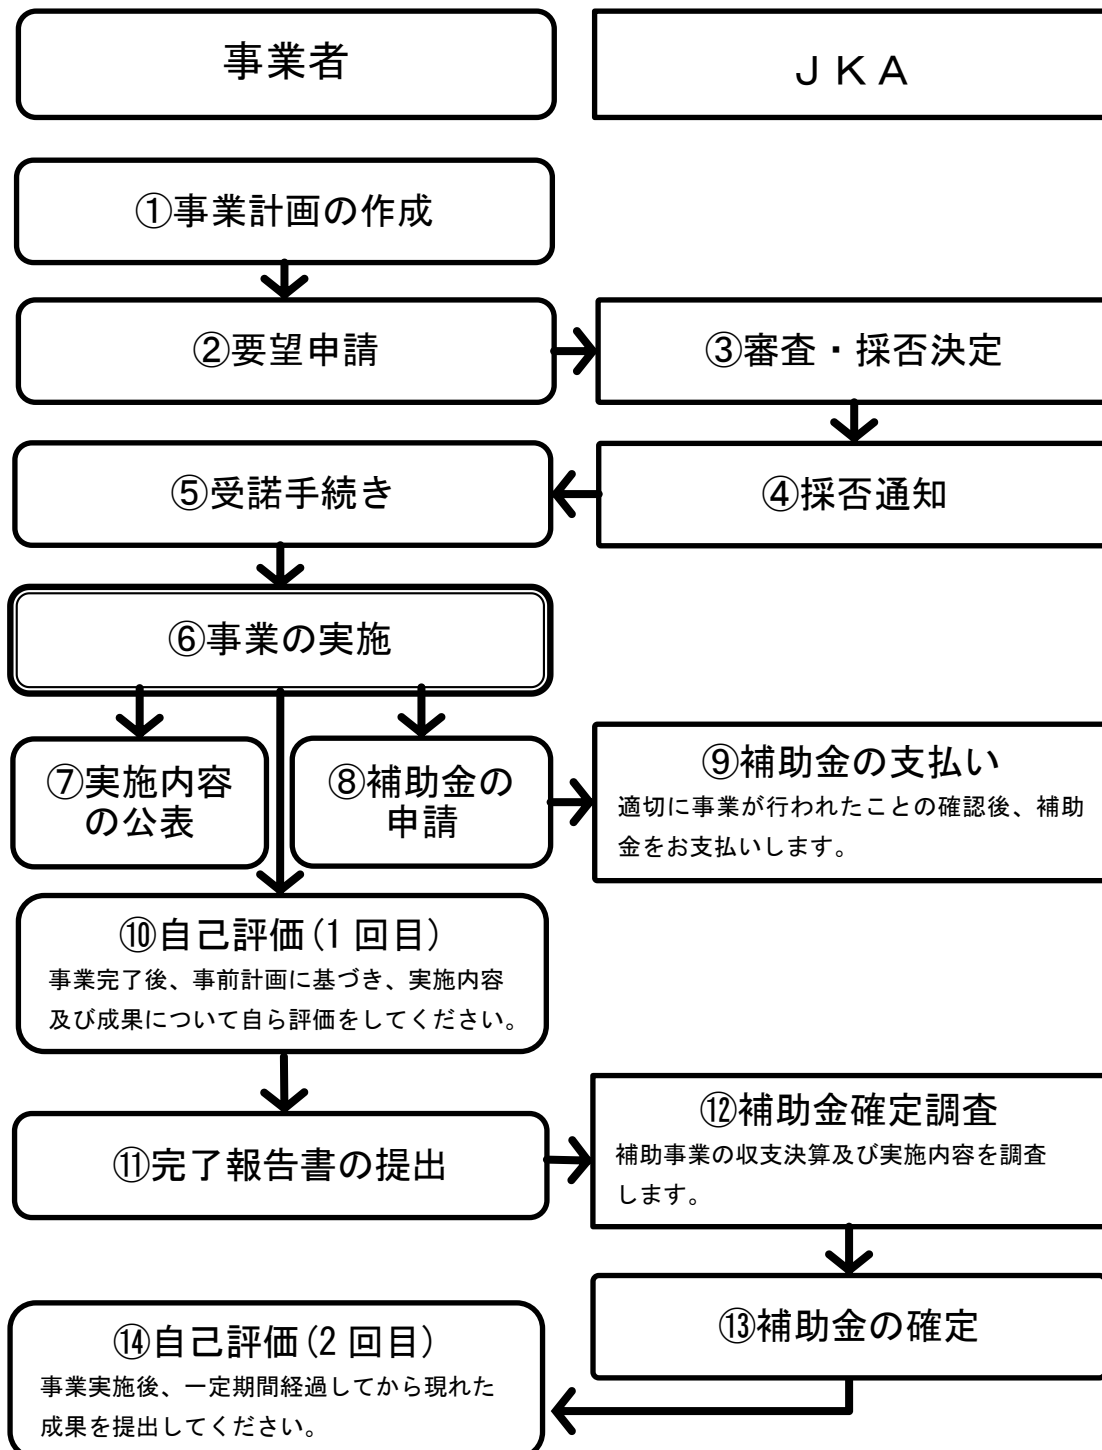 事業者
ＪＫＡ
①事業計画の作成
②要望申請
③審査・採否決定
⑤受諾手続き
④採否通知
⑥事業の実施
⑦実施内容
の公表
⑧補助金の
申請
⑨補助金の支払い
適切に事業が行われたことの確認後、補助
金をお支払いします。
⑩自己評価(1回目)
事業完了後、事前計画に基づき、実施内容
及び成果について自ら評価をしてください。
⑪完了報告書の提出
⑫補助金確定調査
補助事業の収支決算及び実施内容を調査
します。
⑬補助金の確定
⑭自己評価(2回目)
事業実施後、一定期間経過してから現れた
成果を提出してください。